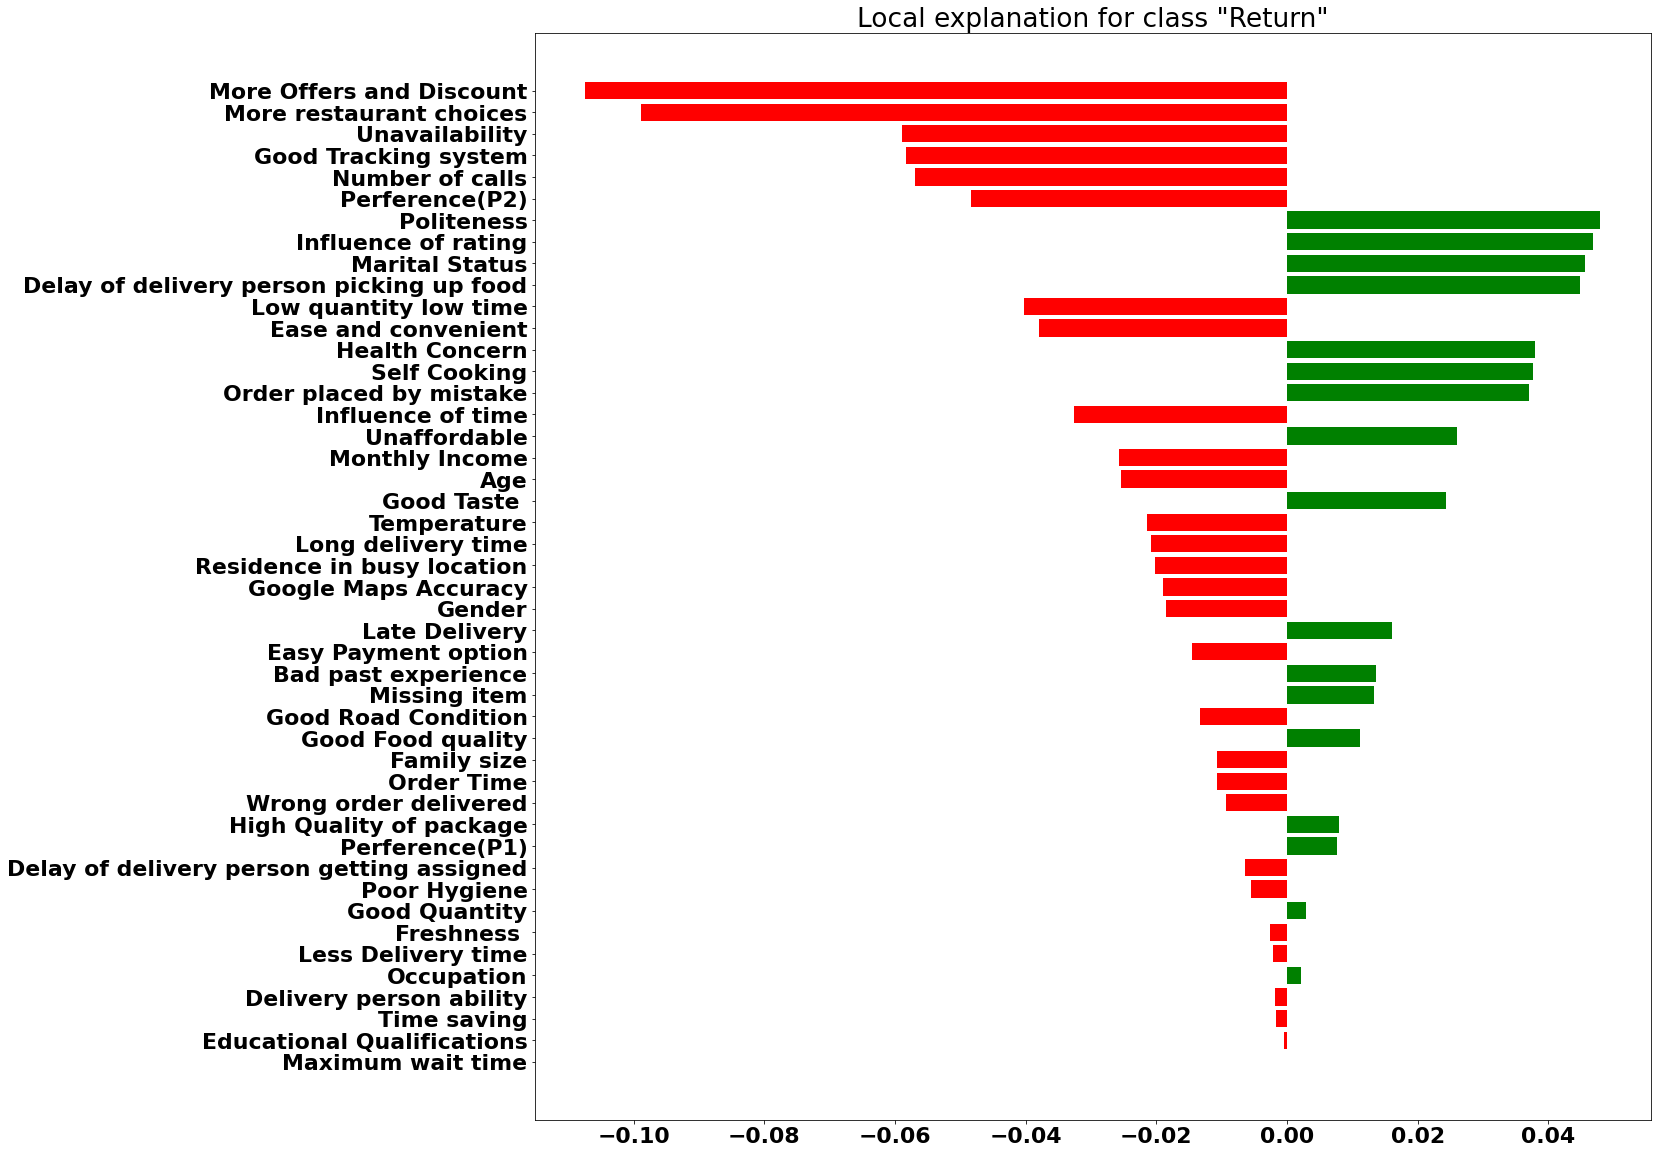 Local explanation for class "Return"
More Offers and Discount
More restaurant choices
Unavailability
Good Tracking system
Number of calls
Perference(P2)
Politeness
Influence of rating
Marital Status
Delay of delivery person picking up food
Low quantity low time
Ease and convenient
Health Concern
Self Cooking
Order placed by mistake
Influence of time
Unaffordable
Monthly Income
Age
Good Taste
Temperature
Long delivery time
Residence in busy location
Google Maps Accuracy
Gender
Late Delivery
Easy Payment option
Bad past experience
Missing item
Good Road Condition
Good Food quality
Family size
Order Time
Wrong order delivered
High Quality of package
Perference(P1)
Delay of delivery person getting assigned
Poor Hygiene
Good Quantity
Freshness
Less Delivery time
Occupation
Delivery person ability
Time saving
Educational Qualifications
Maximum wait time
−0.10 −0.08 −0.06 −0.04 −0.02 0.00 0.02 0.04